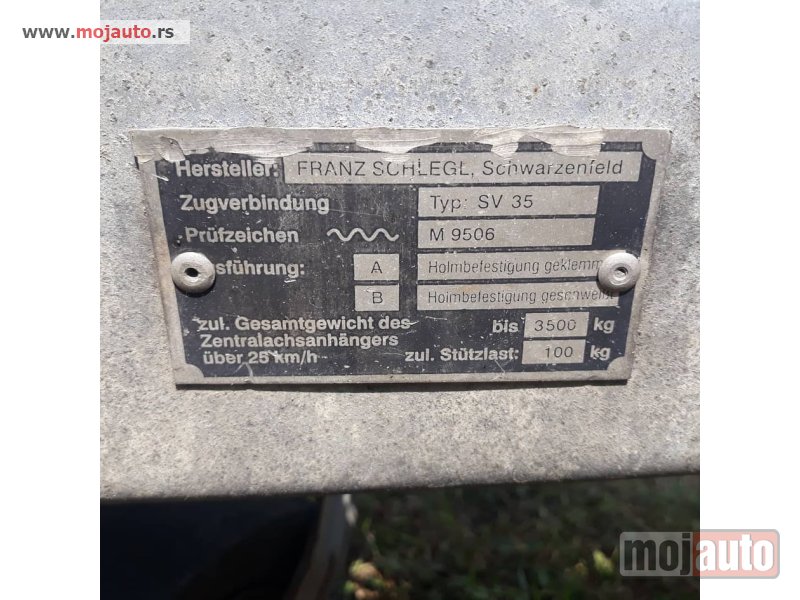 www.mojauto.rs
Hersteller: FRANZ SCHLEGL, Schwarzenfeld
Zugverbindung Typ: SV 35
Prüfzeichen M 9506
sführung: A Holmbefestigung geklemm
B Holmbefestigung geschweißt
zul. Gesamtgewicht des bis 3500 kg
Zentralachsanhängers
über 25 km/h zul. Stützlast: 100 kg
mojauto